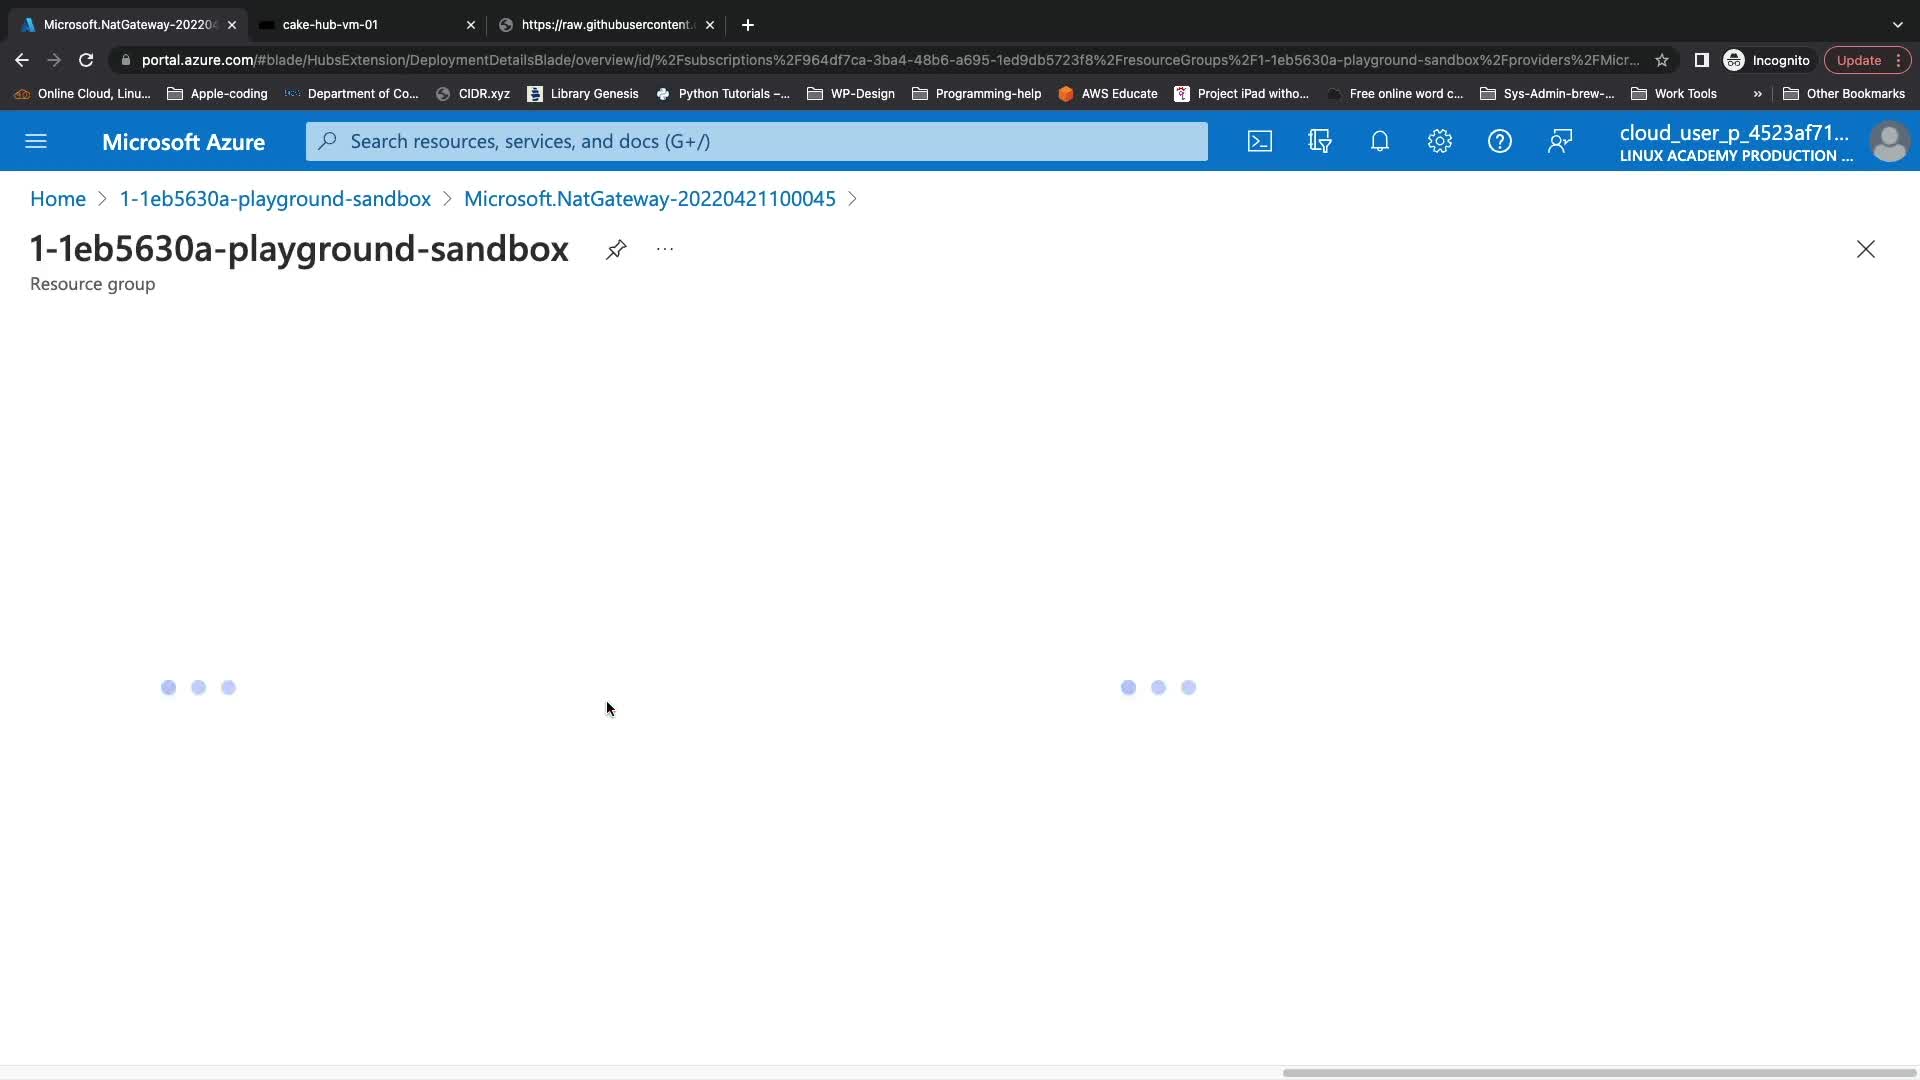 Microsoft.NatGateway-20220
cake-hub-vm-01
https://raw.githubusercontent.
portal.azure.com/#blade/HubsExtension/DeploymentDetailsBlade/overview/id/%2Fsubscriptions%2F964df7ca-3ba4-48b6-a695-1ed9db5723f8%2FresourceGroups%2F1-1eb5630a-playground-sandbox%2Fproviders%2FMicr...
Incognito
Update
Online Cloud, Linu...
Apple-coding
Department of Co...
CIDR.xyz
Library Genesis
Python Tutorials –...
WP-Design
Programming-help
AWS Educate
Project iPad witho...
Free online word c...
Sys-Admin-brew-...
Work Tools
»
Other Bookmarks
Microsoft Azure
Search resources, services, and docs (G+/)
cloud_user_p_4523af71...
LINUX ACADEMY PRODUCTION ...
Home > 1-1eb5630a-playground-sandbox > Microsoft.NatGateway-20220421100045 >
1-1eb5630a-playground-sandbox
Resource group